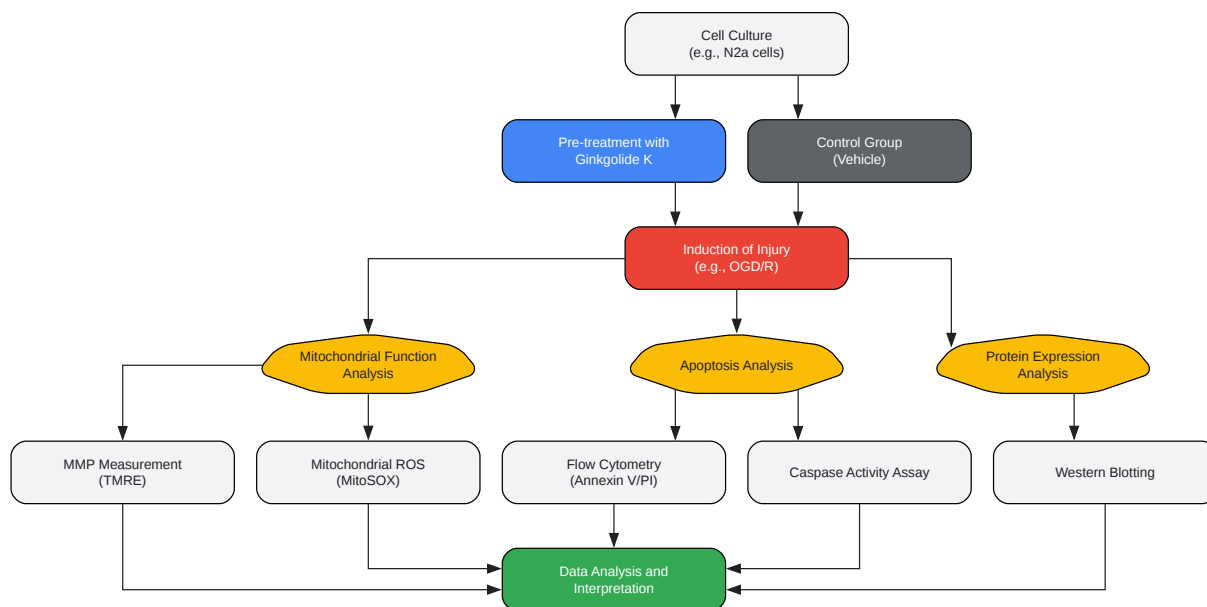 Cell Culture
(e.g., N2a cells)
Pre-treatment with
Ginkgolide K
Control Group
(Vehicle)
Induction of Injury
(e.g., OGD/R)
Mitochondrial Function
Analysis
Apoptosis Analysis
Protein Expression
Analysis
MMP Measurement
(TMRE)
Mitochondrial ROS
(MitoSOX)
Flow Cytometry
(Annexin V/PI)
Caspase Activity Assay
Western Blotting
Data Analysis and
Interpretation